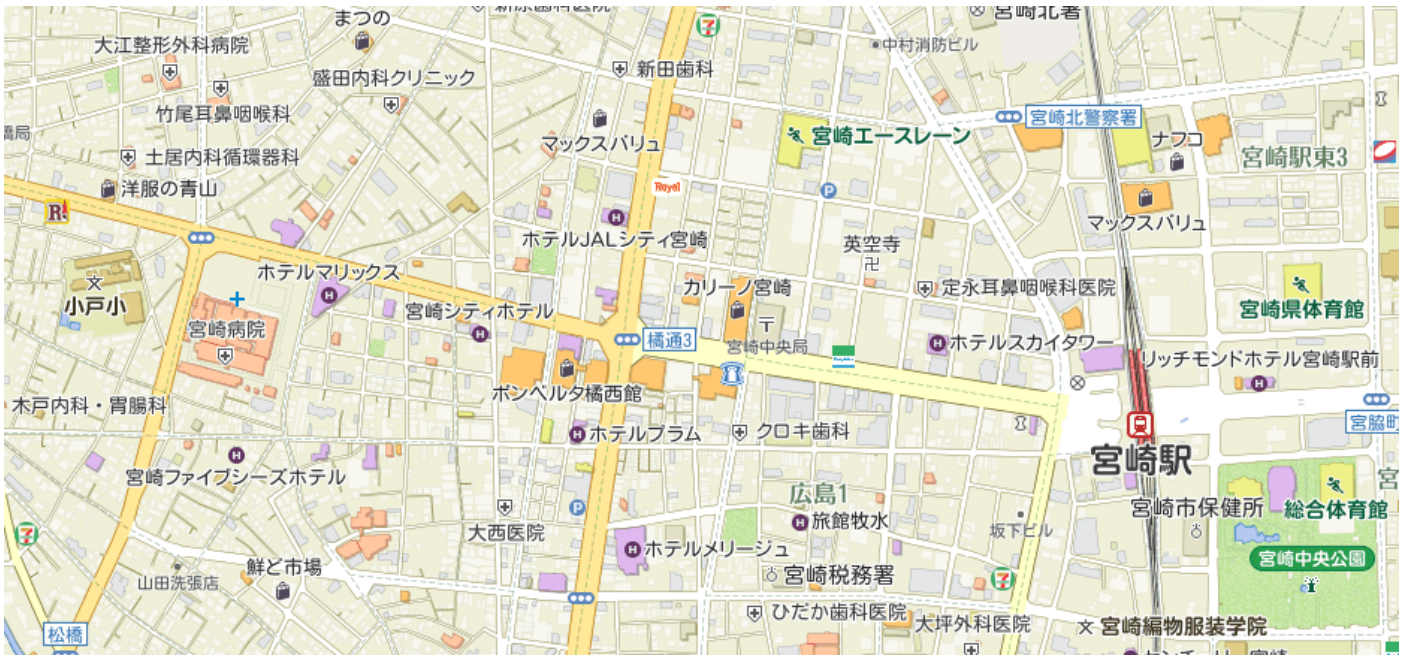 まつの
宮崎北署
大江整形外科病院
中村消防ビル
新田歯科
盛田内科クリニック
竹尾耳鼻咽喉科
宮崎北警察署
マックスバリュ
宮崎エースレーン
ナフコ
土居内科循環器科
宮崎駅東3
洋服の青山
Royal
P
R!
マックスバリュ
ホテルJALシティ宮崎
英空寺
ホテルマリックス
カリーノ宮崎
定永耳鼻咽喉科医院
小戸小
宮崎シティホテル
宮崎県体育館
宮崎病院
橘通3
宮崎中央局
ホテルスカイタワー
リッチモンドホテル宮崎駅前
ボンベルタ橘西館
木戸内科・胃腸科
宮脇町
ホテルプラム
クロキ歯科
宮崎駅
宮崎ファイブシーズホテル
広島1
宮崎市保健所
総合体育館
P
大西医院
旅館牧水
坂下ビル
ホテルメリージュ
宮崎中央公園
鮮ど市場
山田洗張店
宮崎税務署
ひだか歯科医院
大坪外科医院
宮崎編物服装学院
松橋